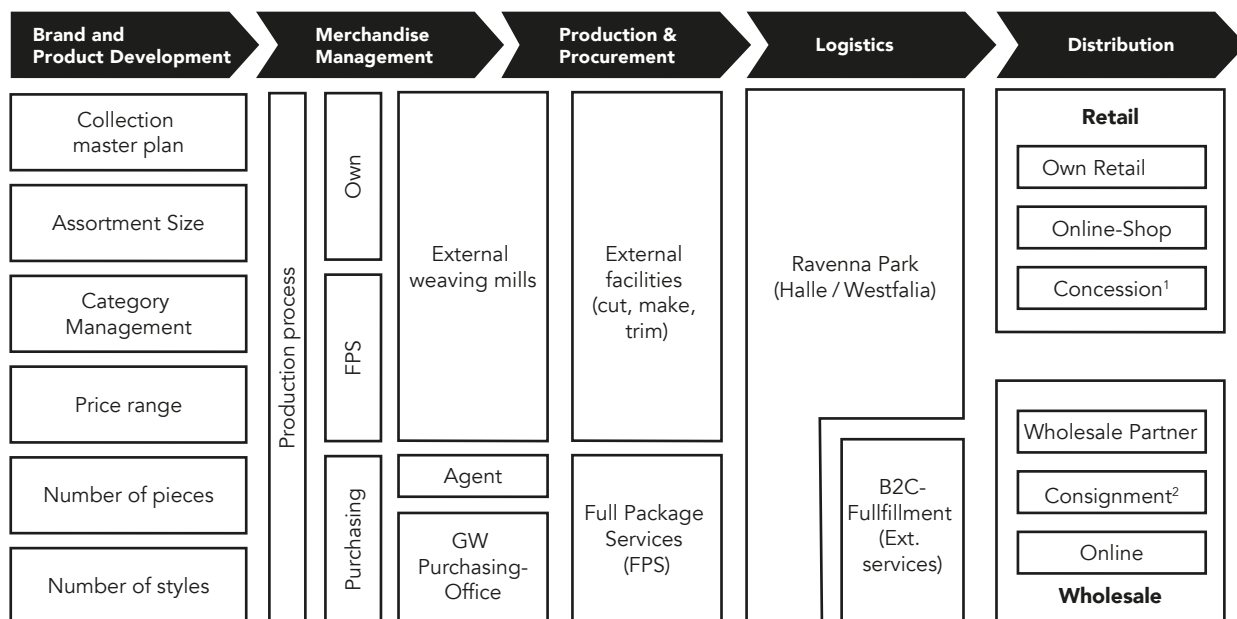 Brand and
Product Development
Merchandise
Management
Production &
Procurement
Logistics
Distribution
Collection
master plan
Assortment Size
Category
Management
Price range
Number of pieces
Number of styles
Production process
Own
FPS
Purchasing
External
weaving mills
Agent
GW
Purchasing-
Office
External
facilities
(cut, make,
trim)
Full Package
Services
(FPS)
Ravenna Park
(Halle / Westfalia)
B2C-
Fullfillment
(Ext.
services)
Retail
Own Retail
Online-Shop
Concession¹
Wholesale Partner
Consignment²
Online
Wholesale